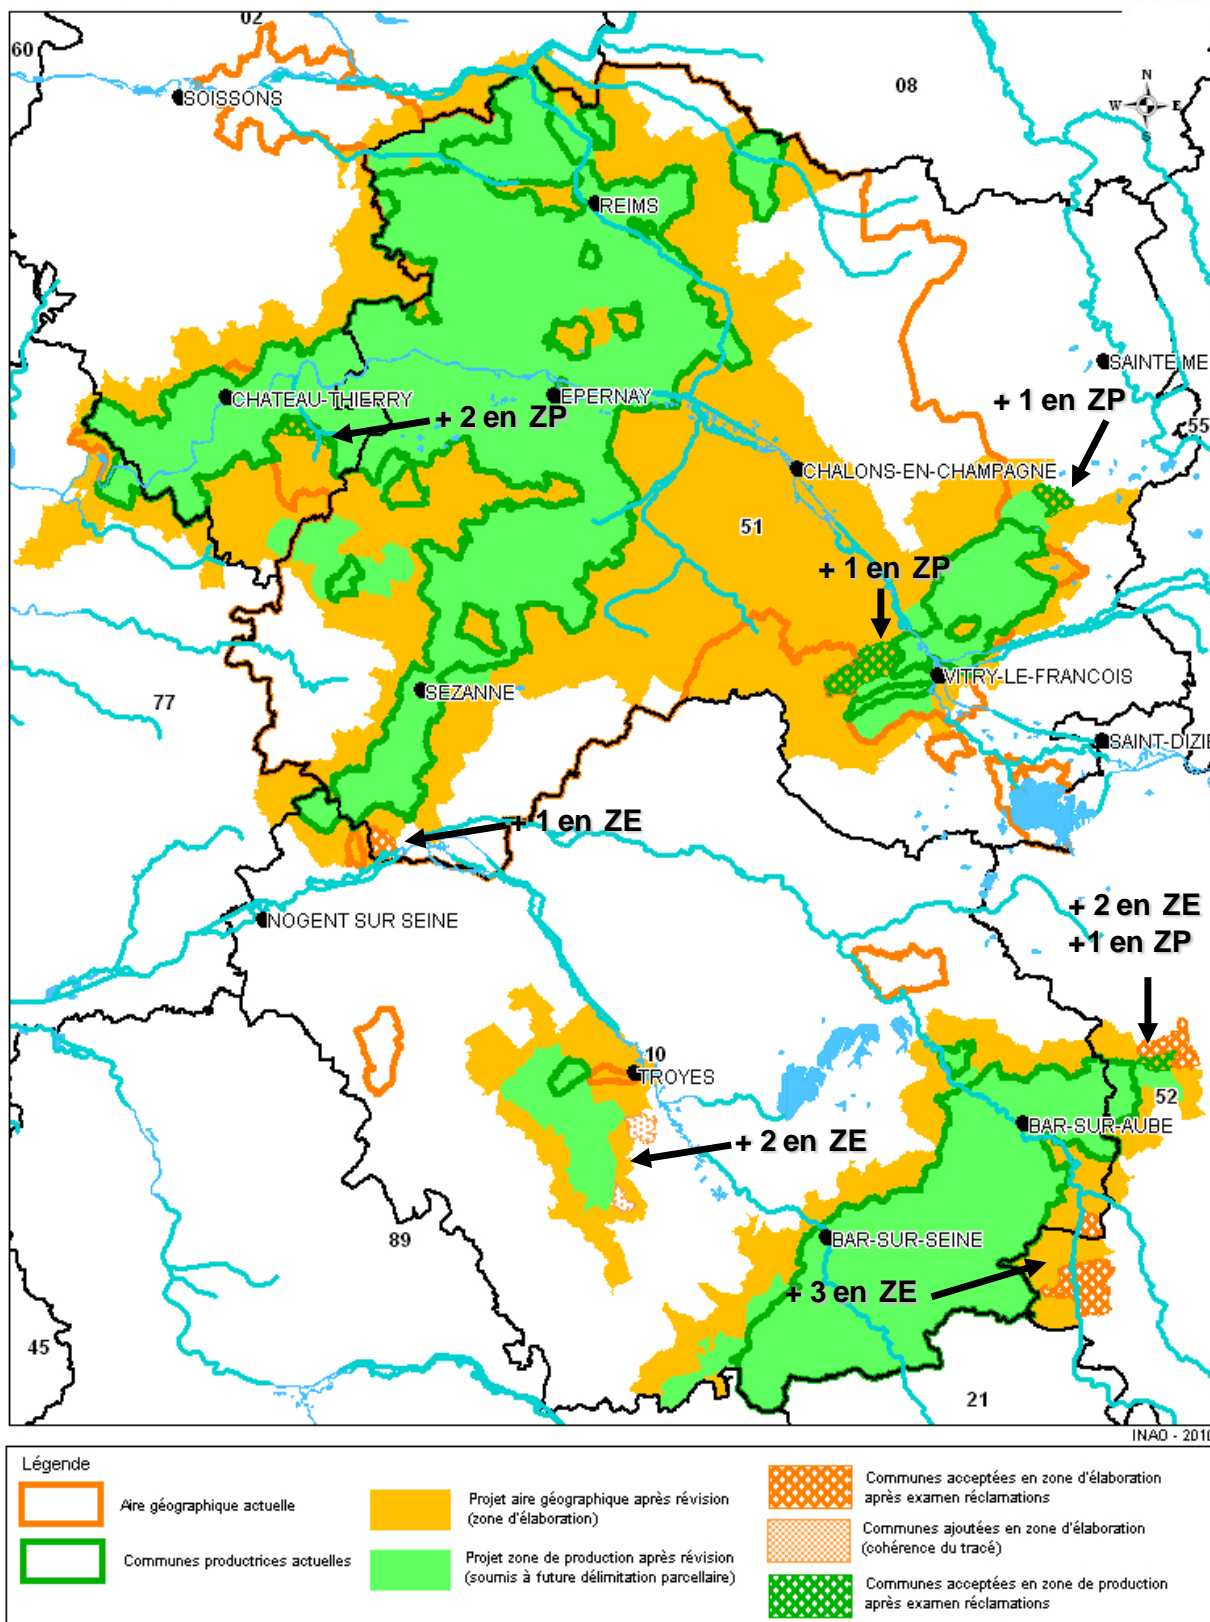 02
60
SOISSONS
08
N
W E
S
REIMS
SAINTE ME
CHATEAU-THIERRY
EPERNAY
+ 2 en ZP
+ 1 en ZP
55
CHALONS-EN-CHAMPAGNE
51
+ 1 en ZP
77
SEZANNE
VITRY-LE-FRANCOIS
SAINT-DIZIE
+ 1 en ZE
NOGENT SUR SEINE
+ 2 en ZE
+1 en ZP
10
TROYES
52
BAR-SUR-AUBE
+ 2 en ZE
89
BAR-SUR-SEINE
+ 3 en ZE
45
21
INAO - 2010
Légende
Aire géographique actuelle
Communes productrices actuelles
Projet aire géographique après révision
(zone d'élaboration)
Projet zone de production après révision
(soumis à future délimitation parcellaire)
Communes acceptées en zone d'élaboration
après examen réclamations
Communes ajoutées en zone d'élaboration
(cohérence du tracé)
Communes acceptées en zone de production
après examen réclamations